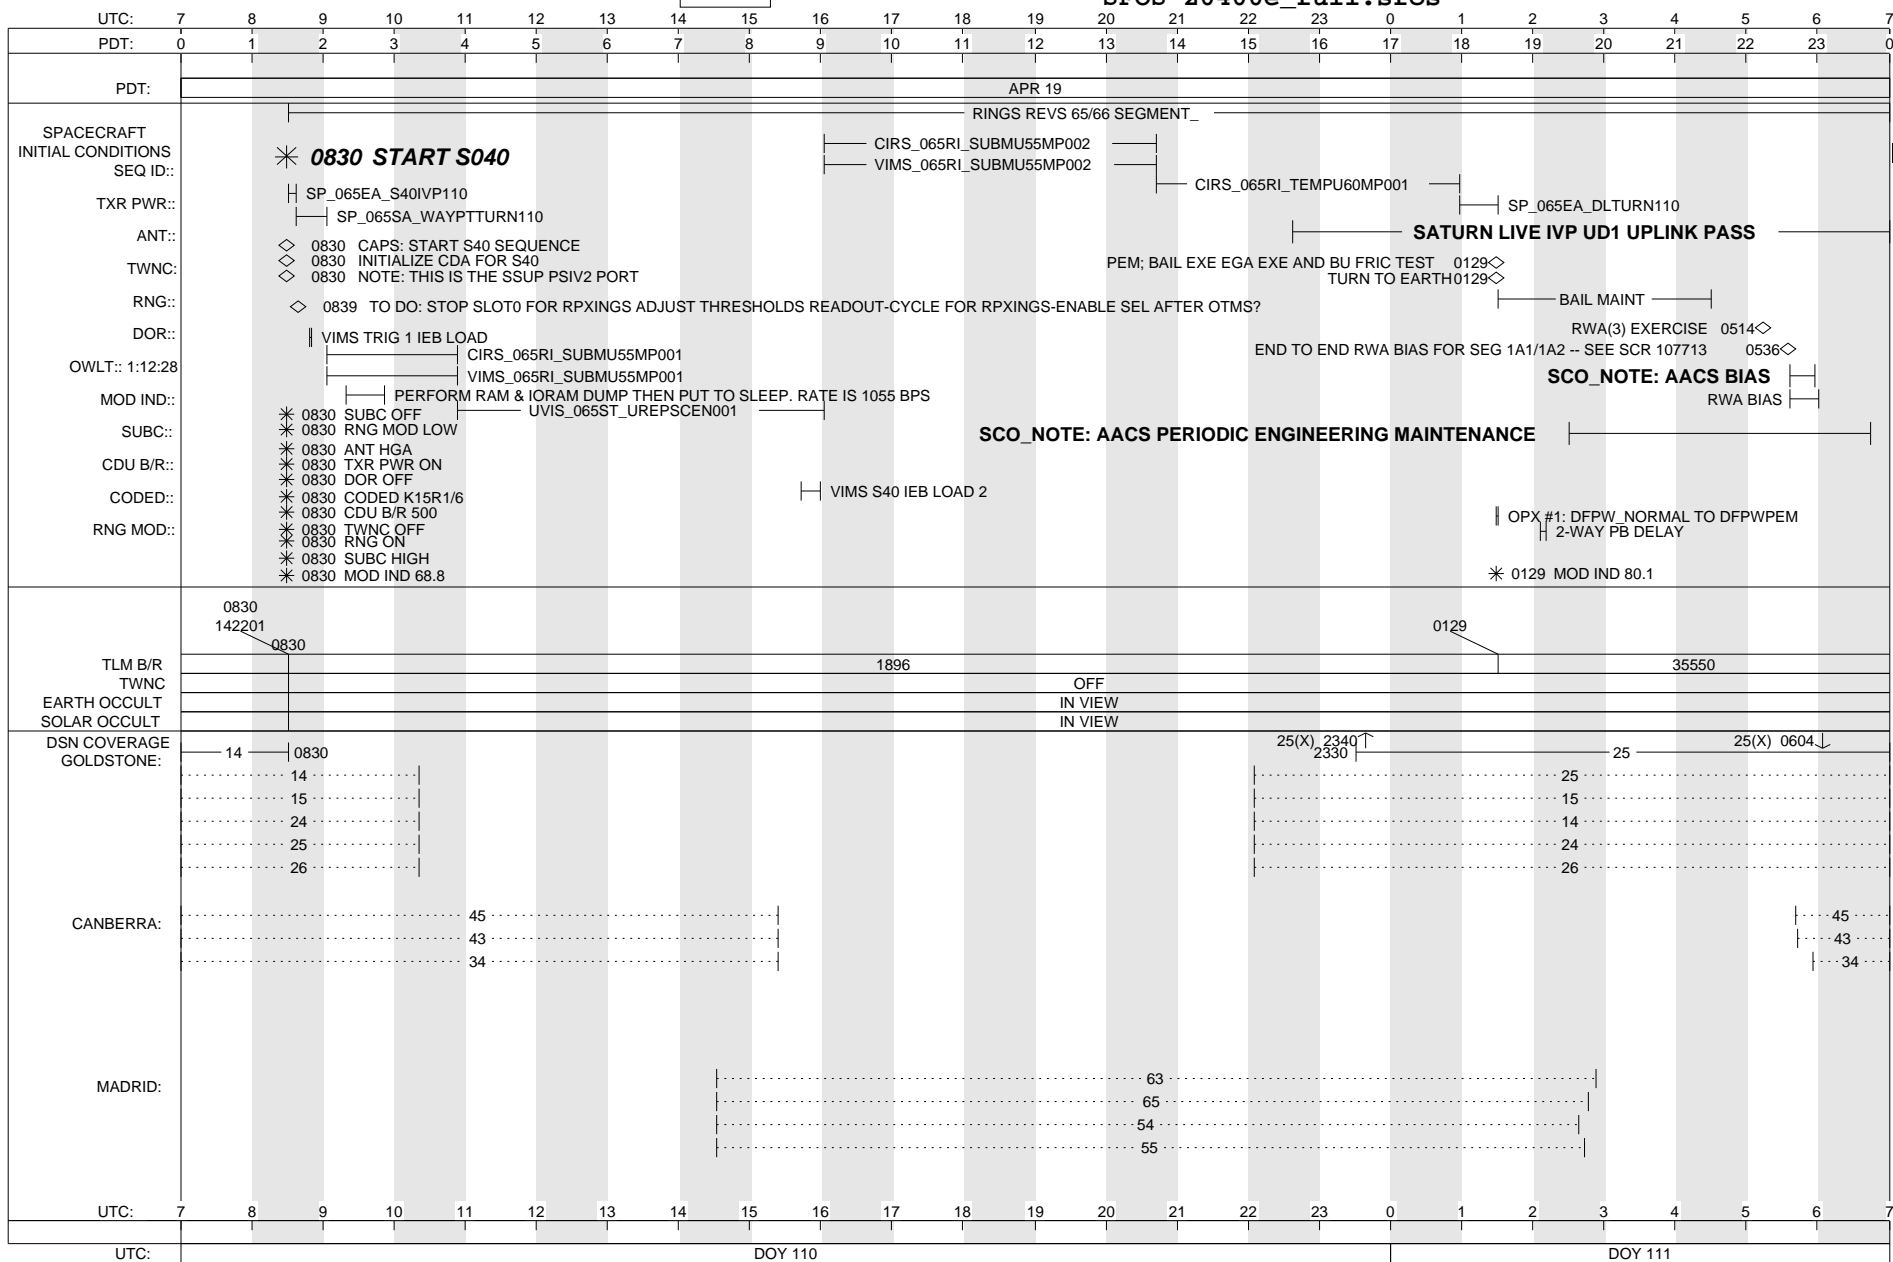 UTC: 7 8 9 10 11 12 13 14 15 16 17 18 19 20 21 22 23 0 1 2 3 4 5 6 7
PDT: 0 1 2 3 4 5 6 7 8 9 10 11 12 13 14 15 16 17 18 19 20 21 22 23 0
PDT: APR 19
RINGS REVS 65/66 SEGMENT_
SPACECRAFT
INITIAL CONDITIONS
SEQ ID::
TXR PWR::
ANT::
TWNC:
RNG::
DOR::
OWLT:: 1:12:28
MOD IND::
SUBC::
CDU B/R::
CODED::
RNG MOD::
0830 START S040
CIRS_065RI_SUBMU55MP002
VIMS_065RI_SUBMU55MP002
CIRS_065RI_TEMPU60MP001
SP_065EA_S40IVP110
SP_065EA_DLTURN110
SP_065SA_WAYPTTURN110
SATURN LIVE IVP UD1 UPLINK PASS
0830 CAPS: START S40 SEQUENCE
0830 INITIALIZE CDA FOR S40
PEM; BAIL EXE EGA EXE AND BU FRIC TEST 0129
0830 NOTE: THIS IS THE SSUP PSIV2 PORT
TURN TO EARTH0129
BAIL MAINT
0839 TO DO: STOP SLOT0 FOR RPXINGS ADJUST THRESHOLDS READOUT-CYCLE FOR RPXINGS-ENABLE SEL AFTER OTMS?
RWA(3) EXERCISE 0514
VIMS TRIG 1 IEB LOAD
END TO END RWA BIAS FOR SEG 1A1/1A2 -- SEE SCR 107713 0536
CIRS_065RI_SUBMU55MP001
VIMS_065RI_SUBMU55MP001
SCO_NOTE: AACS BIAS
PERFORM RAM & IORAM DUMP THEN PUT TO SLEEP. RATE IS 1055 BPS
RWA BIAS
UVIS_065ST_UREPSCEN001
0830 SUBC OFF
0830 RNG MOD LOW
SCO_NOTE: AACS PERIODIC ENGINEERING MAINTENANCE
0830 ANT HGA
0830 TXR PWR ON
0830 DOR OFF
VIMS S40 IEB LOAD 2
0830 CODED K15R1/6
0830 CDU B/R 500
OPX #1: DFPW_NORMAL TO DFPWPEM
0830 TWNC OFF
2-WAY PB DELAY
0830 RNG ON
0830 SUBC HIGH
0830 MOD IND 68.8
0129 MOD IND 80.1
0830
142201
0830
0129
TLM B/R 1896 35550
TWNC OFF
EARTH OCCULT IN VIEW
SOLAR OCCULT IN VIEW
DSN COVERAGE
GOLDSTONE:
14 0830
25(X) 2340
2330
25
25(X) 0604
14 25
15 15
24 14
25 24
26 26
CANBERRA:
45 45
43 43
34 34
MADRID:
63
65
54
55
UTC: 7 8 9 10 11 12 13 14 15 16 17 18 19 20 21 22 23 0 1 2 3 4 5 6 7
UTC: DOY 110 DOY 111